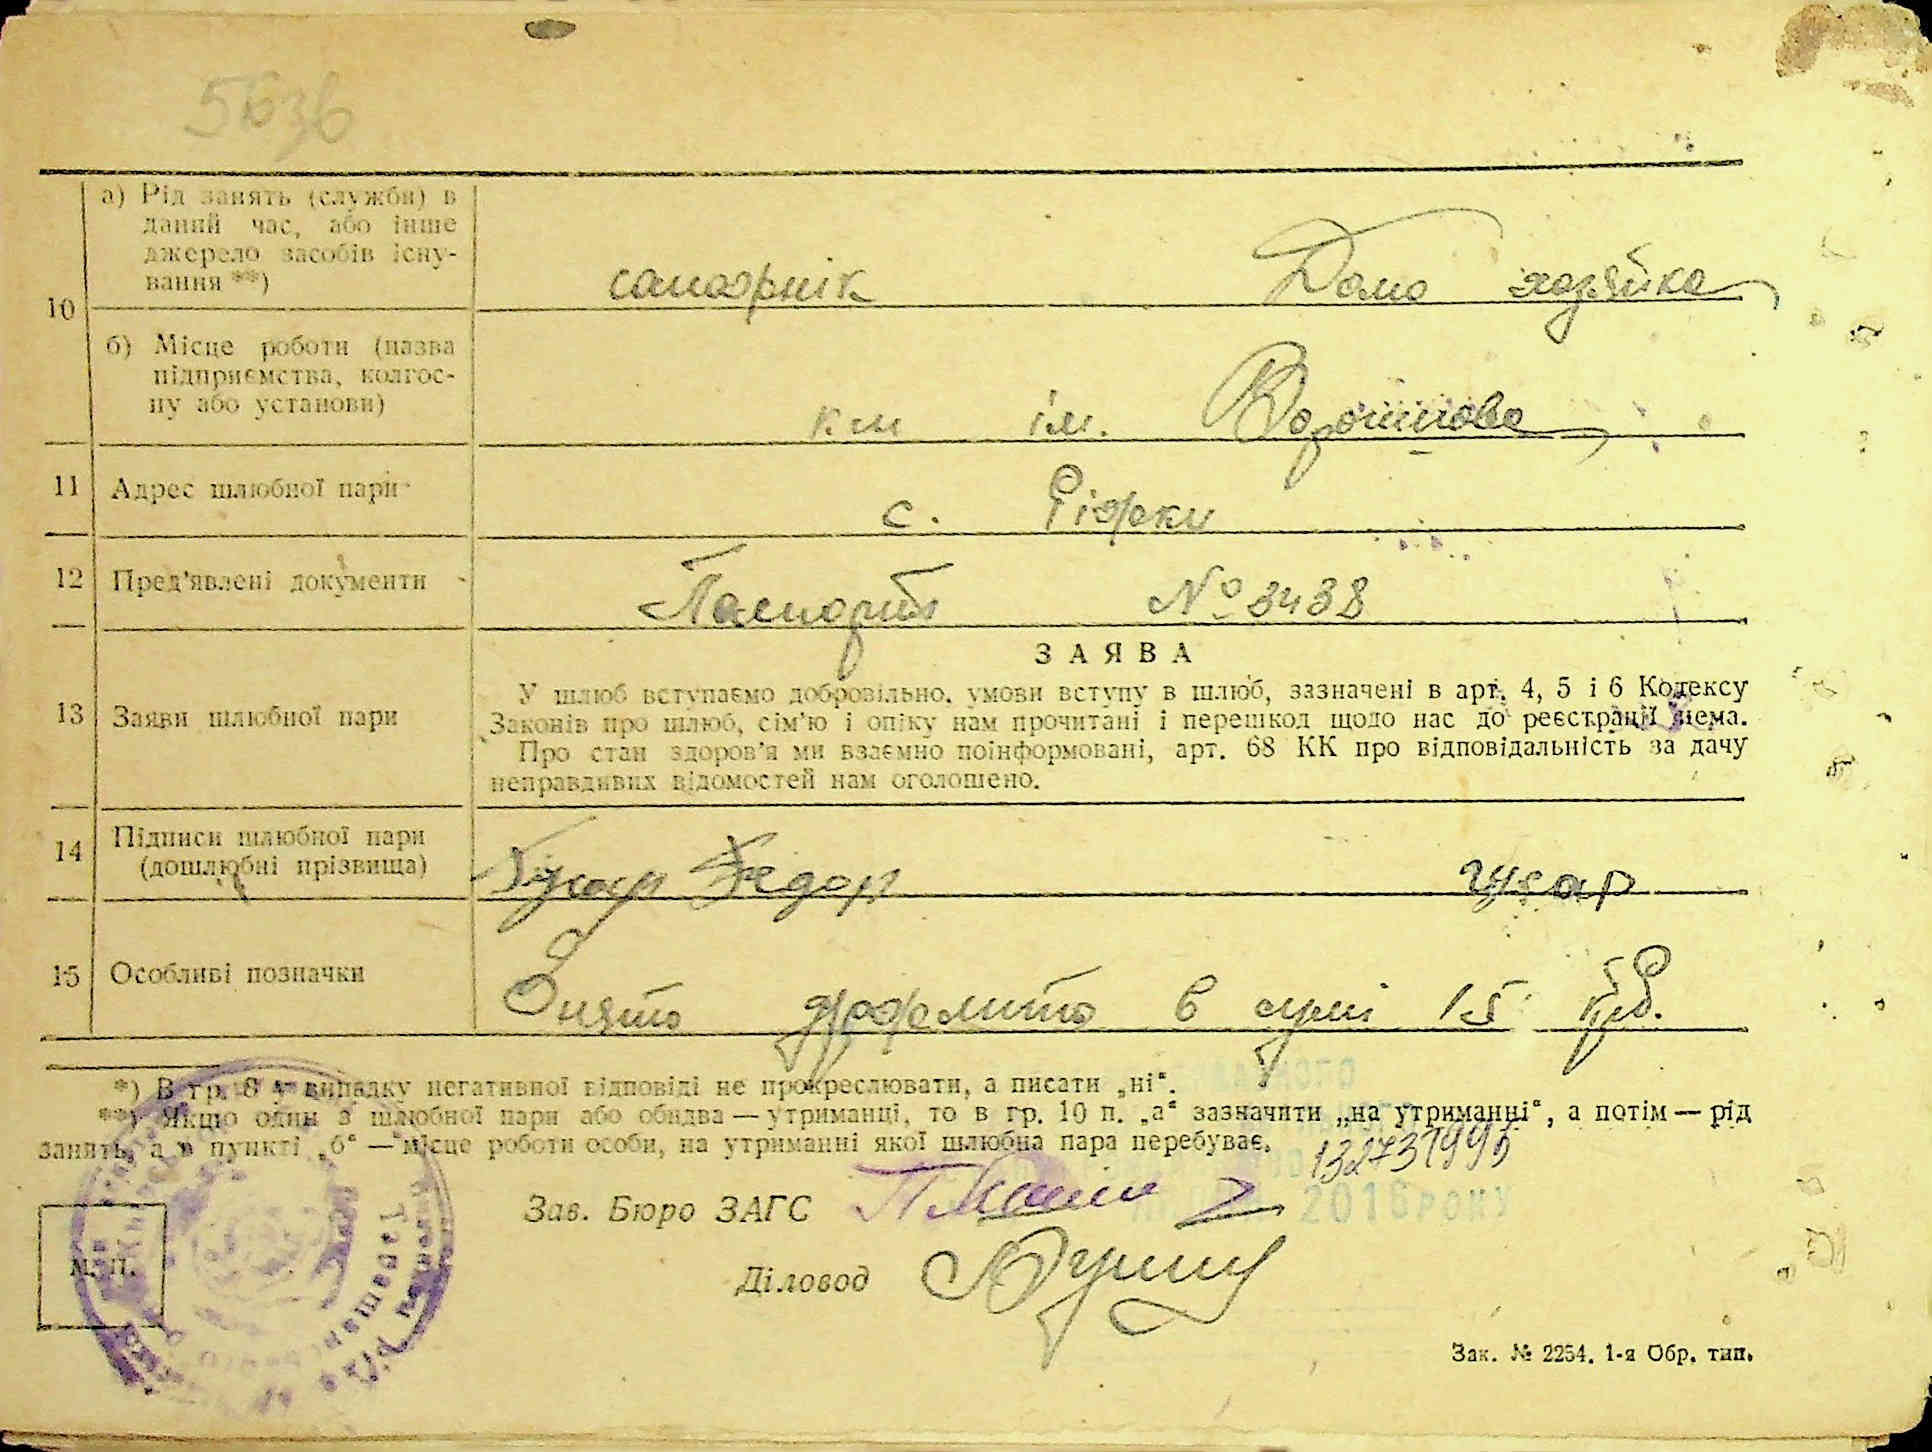 5636
10
а) Рід занять (служби) в
даний час, або інше
джерело засобів існу-
вання **)
Домо хозяйка
б) Місце роботи (назва
підприємства, колгос-
пу або установи)
ім. Ворошилова
11 Адрес шлюбної пари
с. Ріжки
12 Пред'явлені документи
Паспорт № 3438
13 Заяви шлюбної пари
ЗАЯВА
У шлюб вступаємо добровільно, умови вступу в шлюб, зазначені в арт. 4, 5 і 6 Кодексу
Законів про шлюб, сім'ю і опіку нам прочитані і перешкод щодо нас до реєстрації нема.
Про стан здоров'я ми взаємно поінформовані, арт. 68 КК про відповідальність за дачу
неправдивих відомостей нам оголошено.
14 Підписи шлюбної пари
(дошлюбні прізвища)
Федор
15 Особливі позначки
в сумі 15 крб.
*) В гр. 8 у випадку негативної відповіді не прокреслювати, а писати „ні“.
**) Якщо один з шлюбної пари або обидва — утриманці, то в гр. 10 п. „а“ зазначити „на утриманні“, а потім — рід
занять, а в пункті „б“ — місце роботи особи, на утриманні якої шлюбна пара перебуває.
2016 РОКУ
Зав. Бюро ЗАГС
М. П.
Діловод
Зак. № 2254. 1-я Обр. тип.